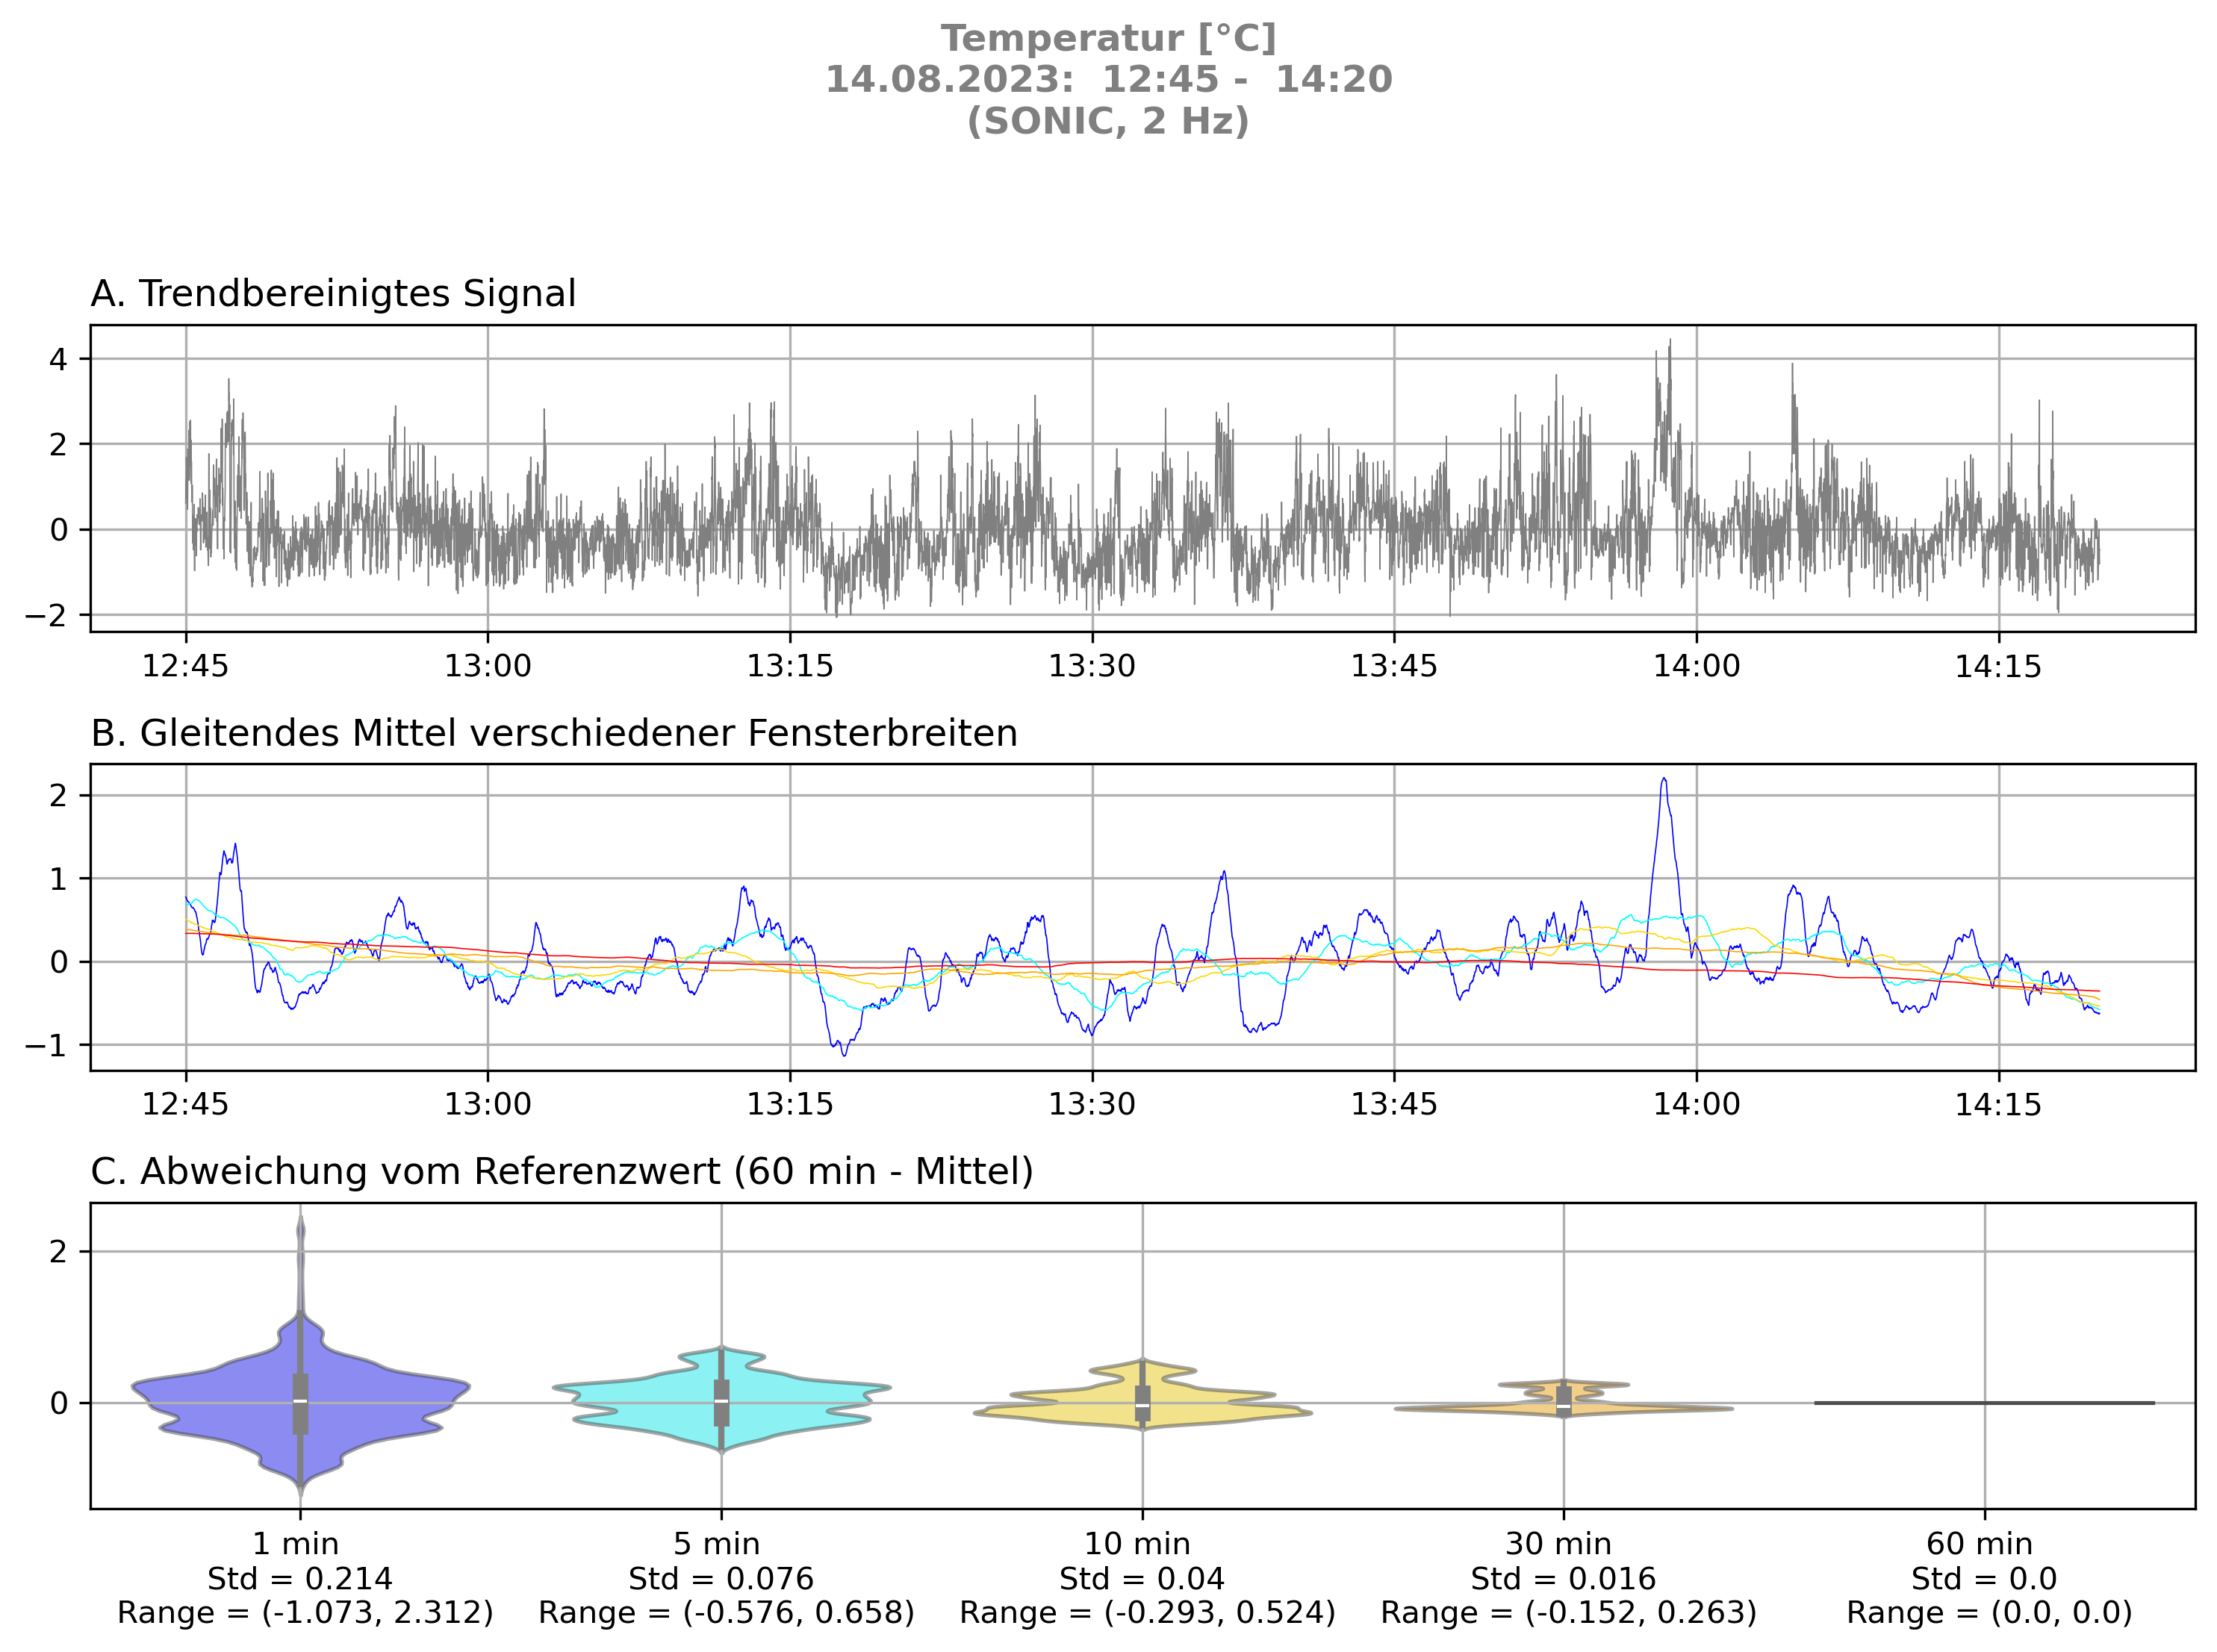 Temperatur [°C]
14.08.2023:  12:45 -  14:20
(SONIC, 2 Hz)
A. Trendbereinigtes Signal
4
2
0
−2
12:45 13:00 13:15 13:30 13:45 14:00 14:15
B. Gleitendes Mittel verschiedener Fensterbreiten
2
1
0
−1
12:45 13:00 13:15 13:30 13:45 14:00 14:15
C. Abweichung vom Referenzwert (60 min - Mittel)
2
0
1 min 5 min 10 min 30 min 60 min
Std = 0.214 Std = 0.076 Std = 0.04 Std = 0.016 Std = 0.0
Range = (-1.073, 2.312) Range = (-0.576, 0.658) Range = (-0.293, 0.524) Range = (-0.152, 0.263) Range = (0.0, 0.0)